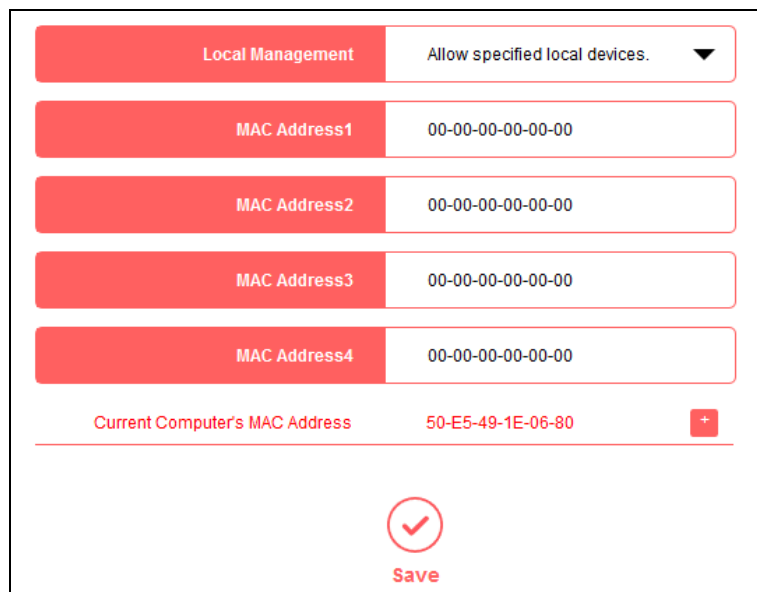 Local Management Allow specified local devices.
MAC Address1 00-00-00-00-00-00
MAC Address2 00-00-00-00-00-00
MAC Address3 00-00-00-00-00-00
MAC Address4 00-00-00-00-00-00
Current Computer's MAC Address 50-E5-49-1E-06-80 +
Save